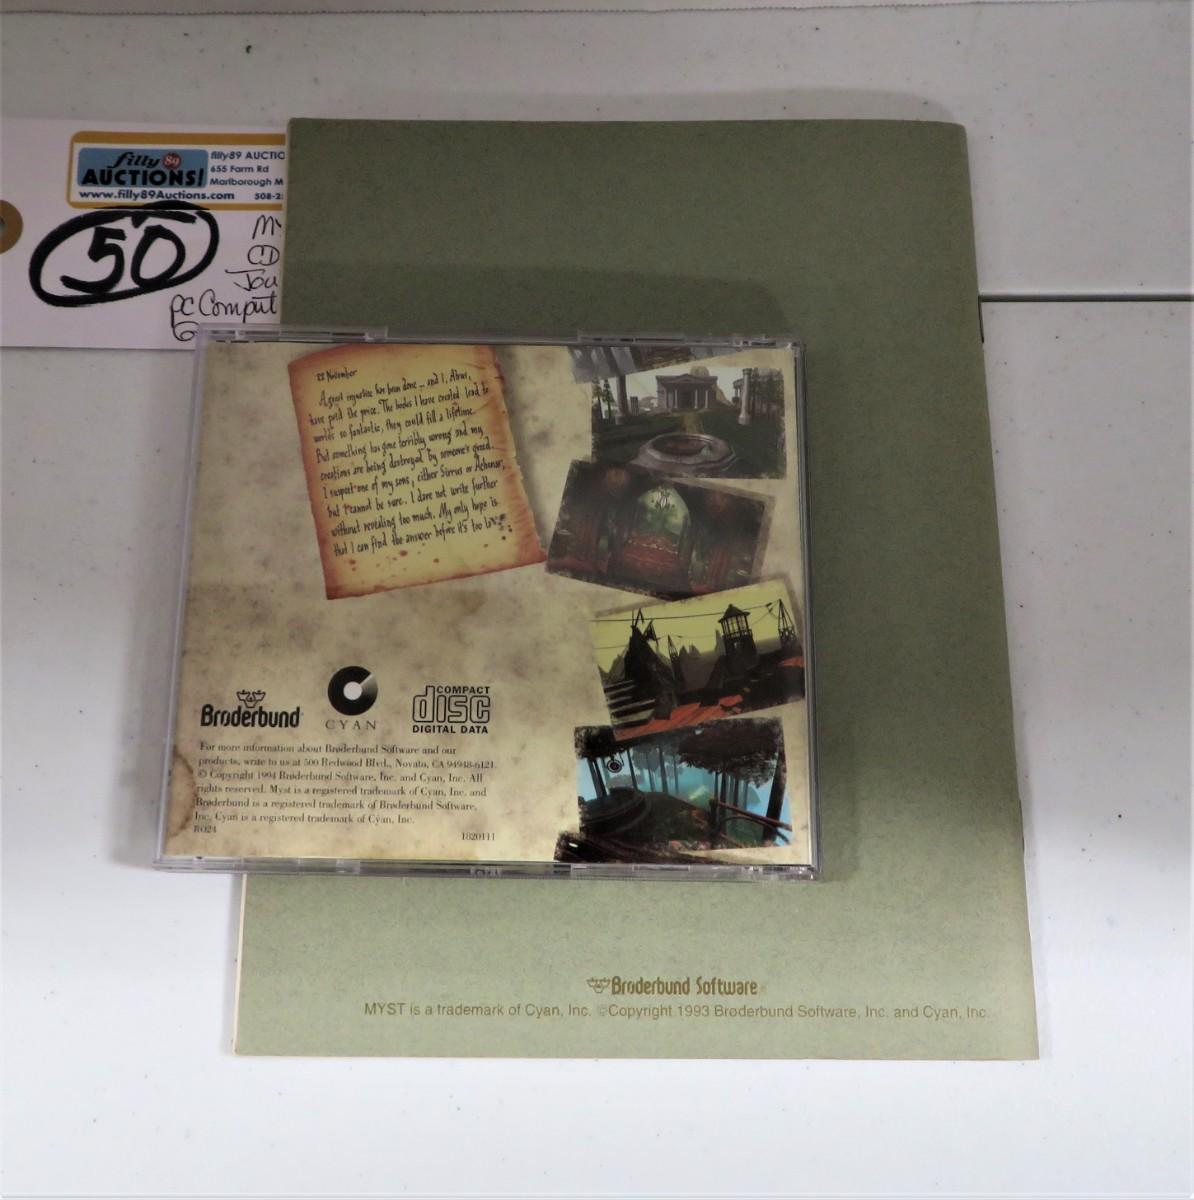 filly 89
AUCTIONS!
www.filly89Auctions.com
filly89 AUCTIO
655 Farm Rd
Marlborough M
508-2
50
MY
CD
Jou
PC Comput
22 November
A great injustice has been done – and I, Atrus,
have paid the price. The books I have created lead to
worlds so fantastic, they could fill a lifetime.
But something has gone terribly wrong and my
creations are being destroyed by someone's greed.
I suspect one of my sons, either Sirrus or Achenar,
but I cannot be sure. I dare not write further
without revealing too much. My only hope is
that I can find the answer before it's too late
Brøderbund
CYAN
COMPACT
disc
DIGITAL DATA
For more information about Brøderbund Software and our
products, write to us at 500 Redwood Blvd., Novato, CA 94948-6121.
© Copyright 1994 Brøderbund Software, Inc. and Cyan, Inc. All
rights reserved. Myst is a registered trademark of Cyan, Inc. and
Brøderbund is a registered trademark of Brøderbund Software,
Inc. Cyan is a registered trademark of Cyan, Inc.
R024
1820111
Brøderbund Software
MYST is a trademark of Cyan, Inc. ©Copyright 1993 Brøderbund Software, Inc. and Cyan, Inc.